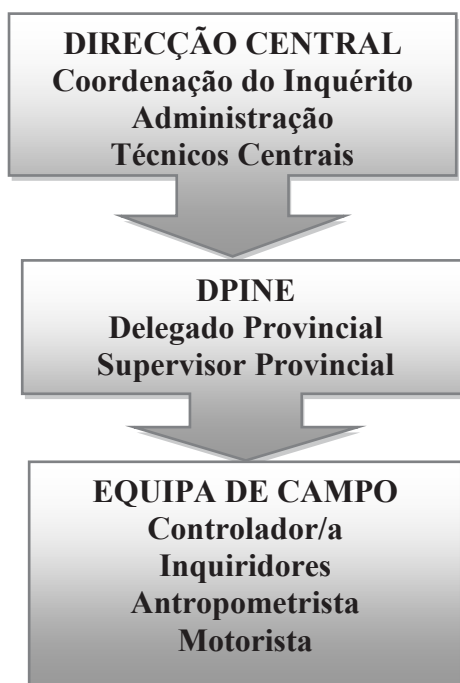 DIRECÇÃO CENTRAL
Coordenação do Inquérito
Administração
Técnicos Centrais
DPINE
Delegado Provincial
Supervisor Provincial
EQUIPA DE CAMPO
Controlador/a
Inquiridores
Antropometrista
Motorista